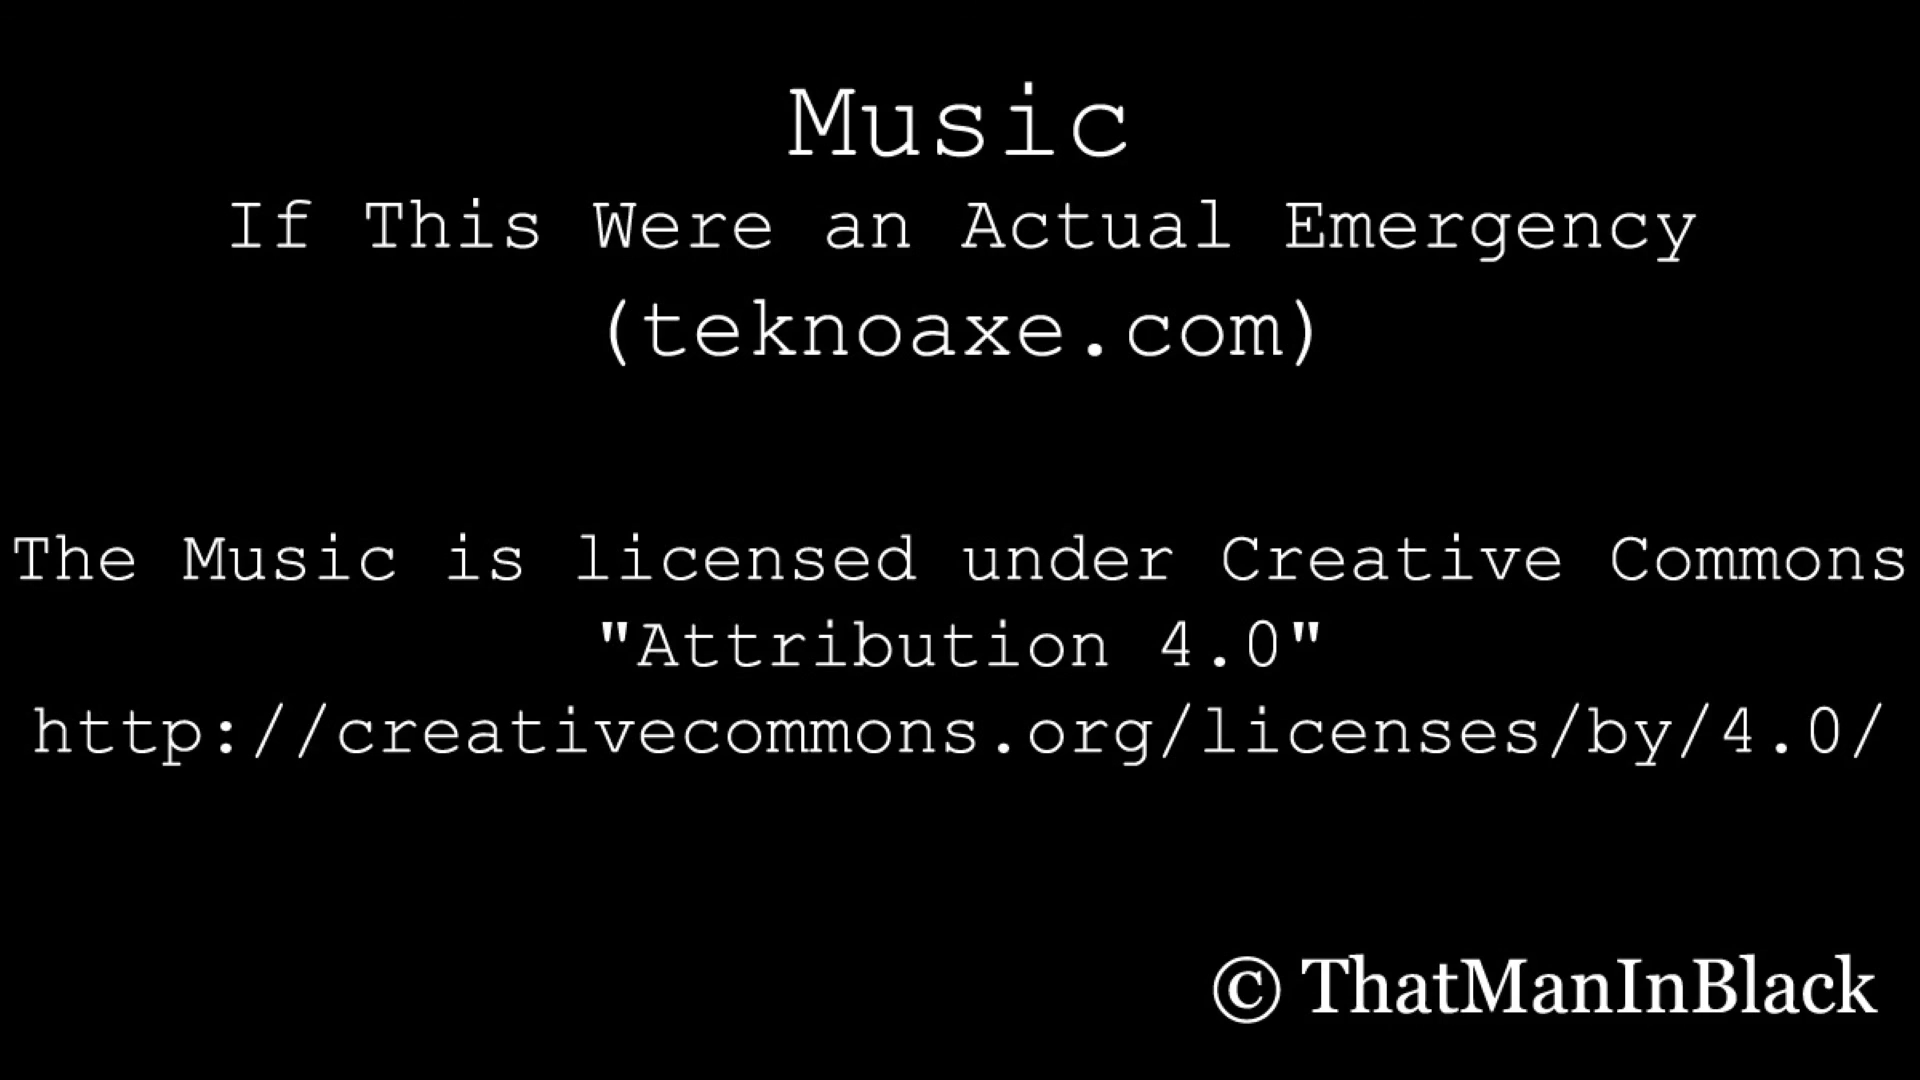 Music
If This Were an Actual Emergency
(teknoaxe.com)
The Music is licensed under Creative Commons
"Attribution 4.0"
http://creativecommons.org/licenses/by/4.0/
© ThatManInBlack